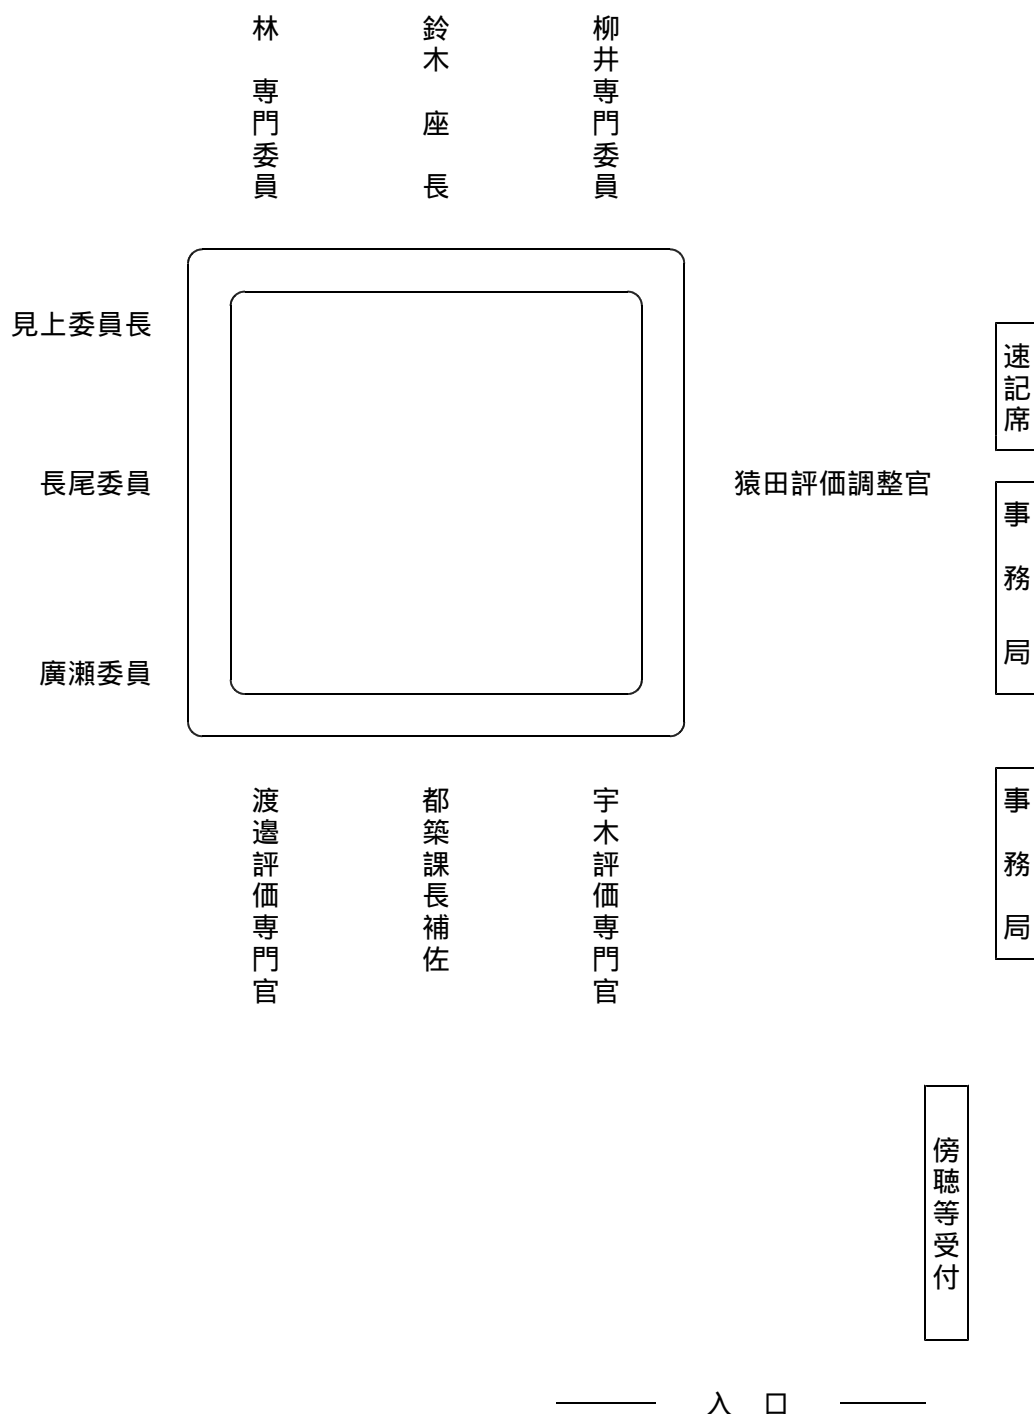 林　専門委員
鈴木　座　長
柳井専門委員
見上委員長
長尾委員
廣瀬委員
猿田評価調整官
速記席
事務局
事務局
渡邉評価専門官
都築課長補佐
宇木評価専門官
傍聴等受付
入　口